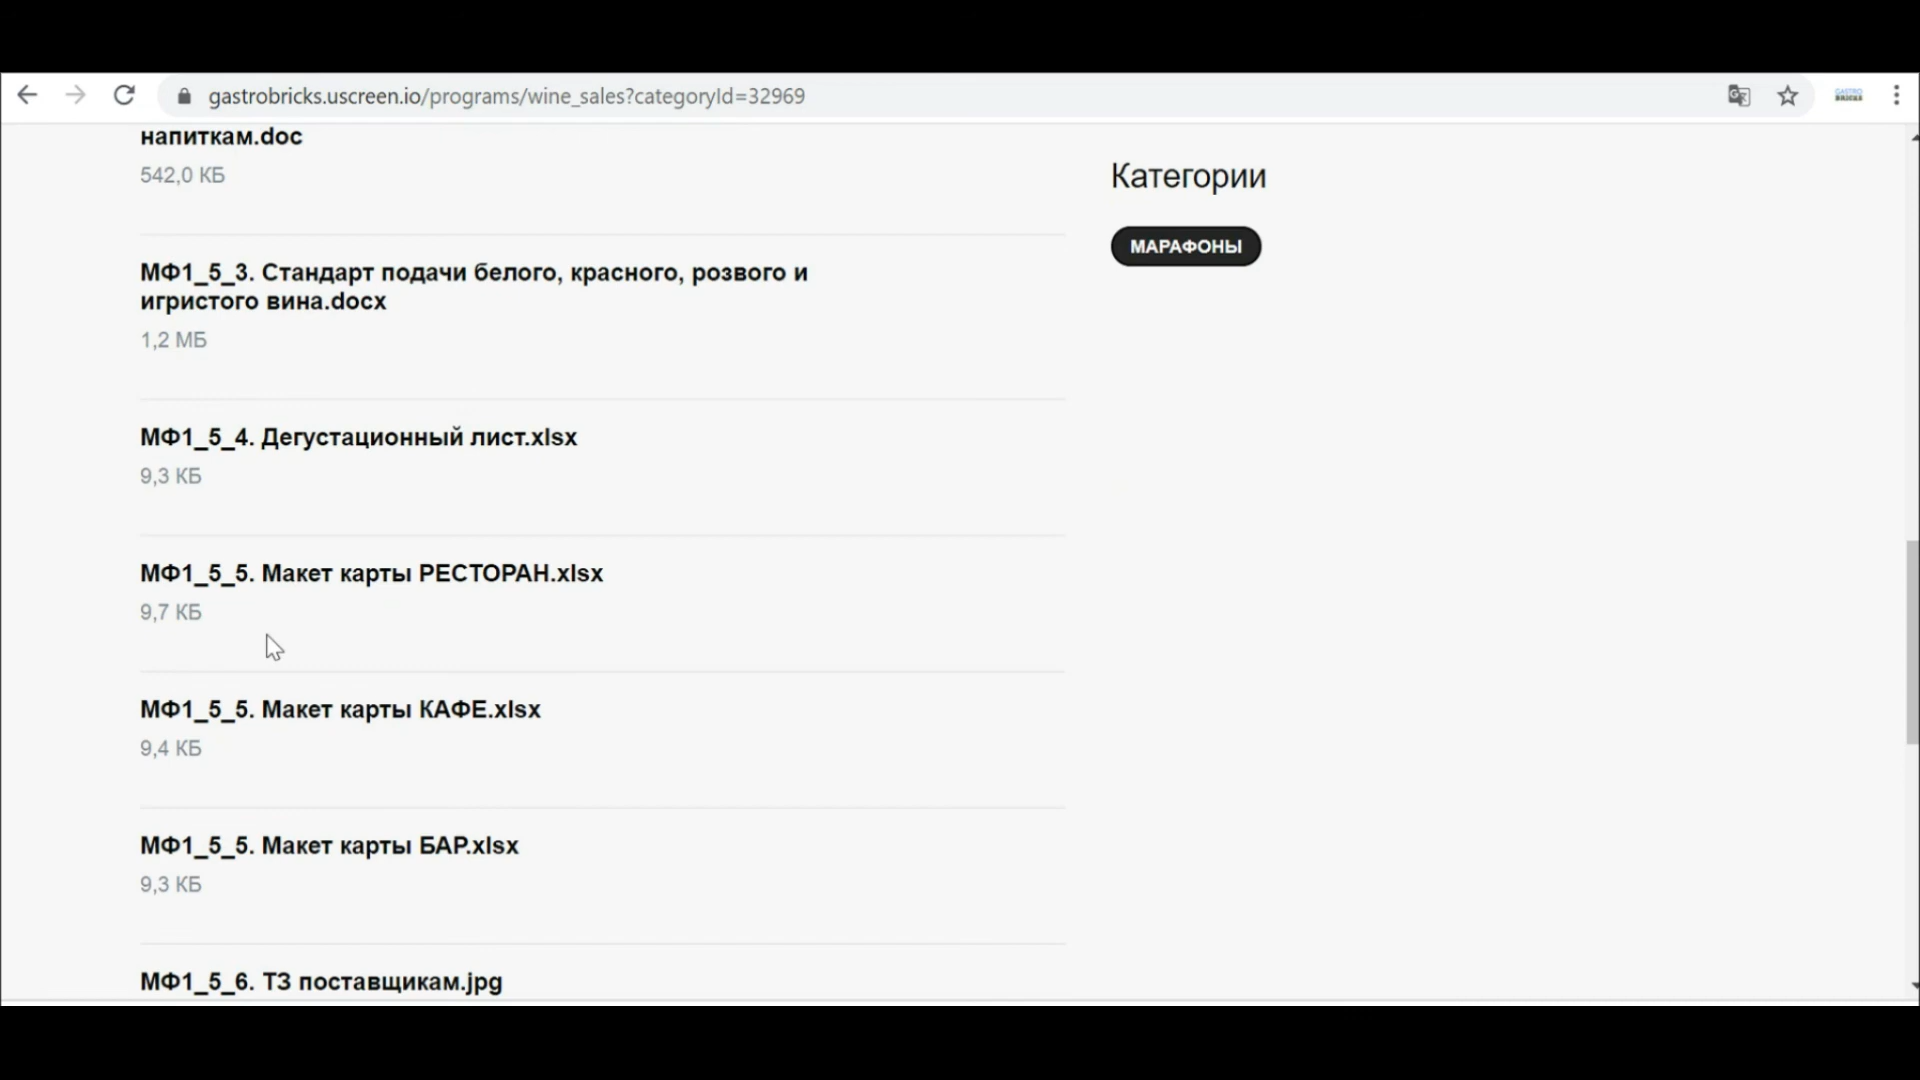 gastrobricks.uscreen.io/programs/wine_sales?categoryId=32969
GASTRO
BRICKS
напиткам.doc
542,0 КБ
МФ1_5_3. Стандарт подачи белого, красного, розвого и
игристого вина.docx
1,2 МБ
МФ1_5_4. Дегустационный лист.xlsx
9,3 КБ
МФ1_5_5. Макет карты РЕСТОРАН.xlsx
9,7 КБ
МФ1_5_5. Макет карты КАФЕ.xlsx
9,4 КБ
МФ1_5_5. Макет карты БАР.xlsx
9,3 КБ
МФ1_5_6. ТЗ поставщикам.jpg
Категории
МАРАФОНЫ